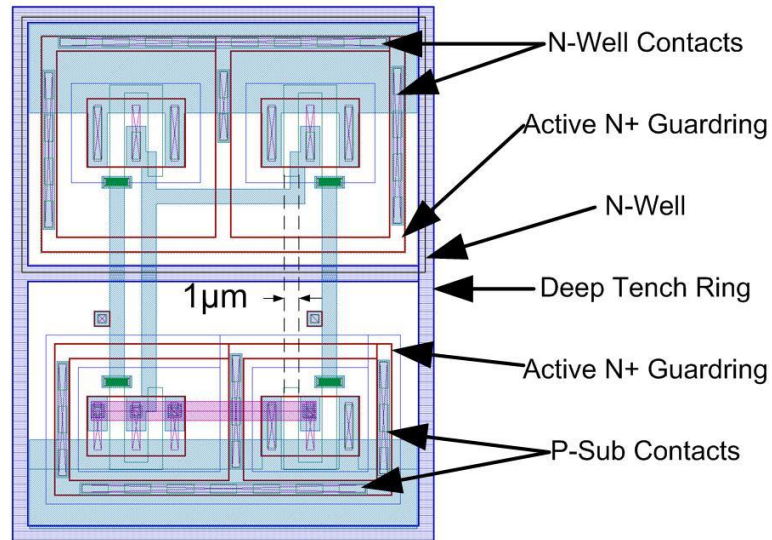 N-Well Contacts
Active N+ Guardring
N-Well
Deep Tench Ring
1μm
Active N+ Guardring
P-Sub Contacts